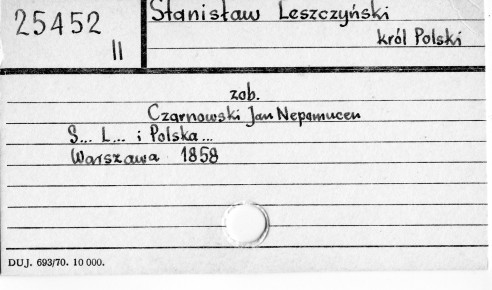 25452
II
Stanisław Leszczyński
król Polski
zob.
Czarnowski Jan Nepomucen
S... L... i Polska...
Warszawa 1858
DUJ. 693/70. 10 000.